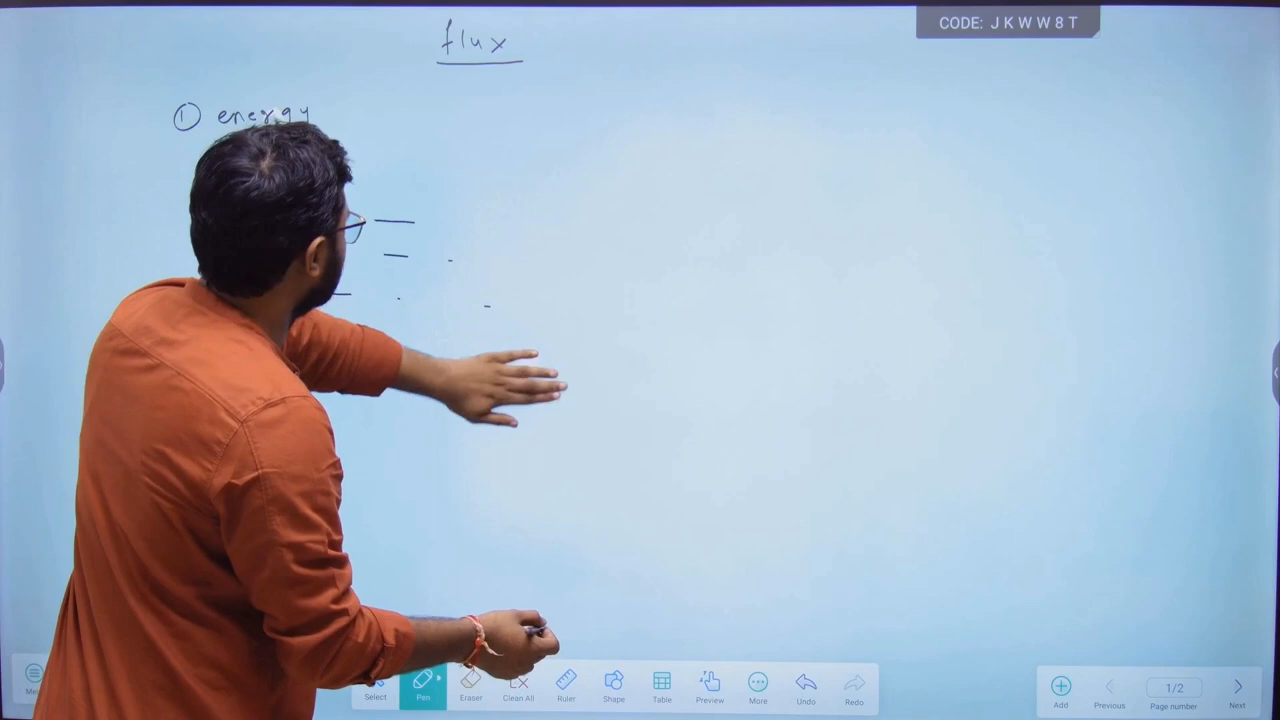 flux
CODE: J K W W 8 T
① energy
Select
Pen
Eraser
Clean All
Ruler
Shape
Table
Preview
More
Undo
Redo
Add
Previous
1/2
Page number
Next